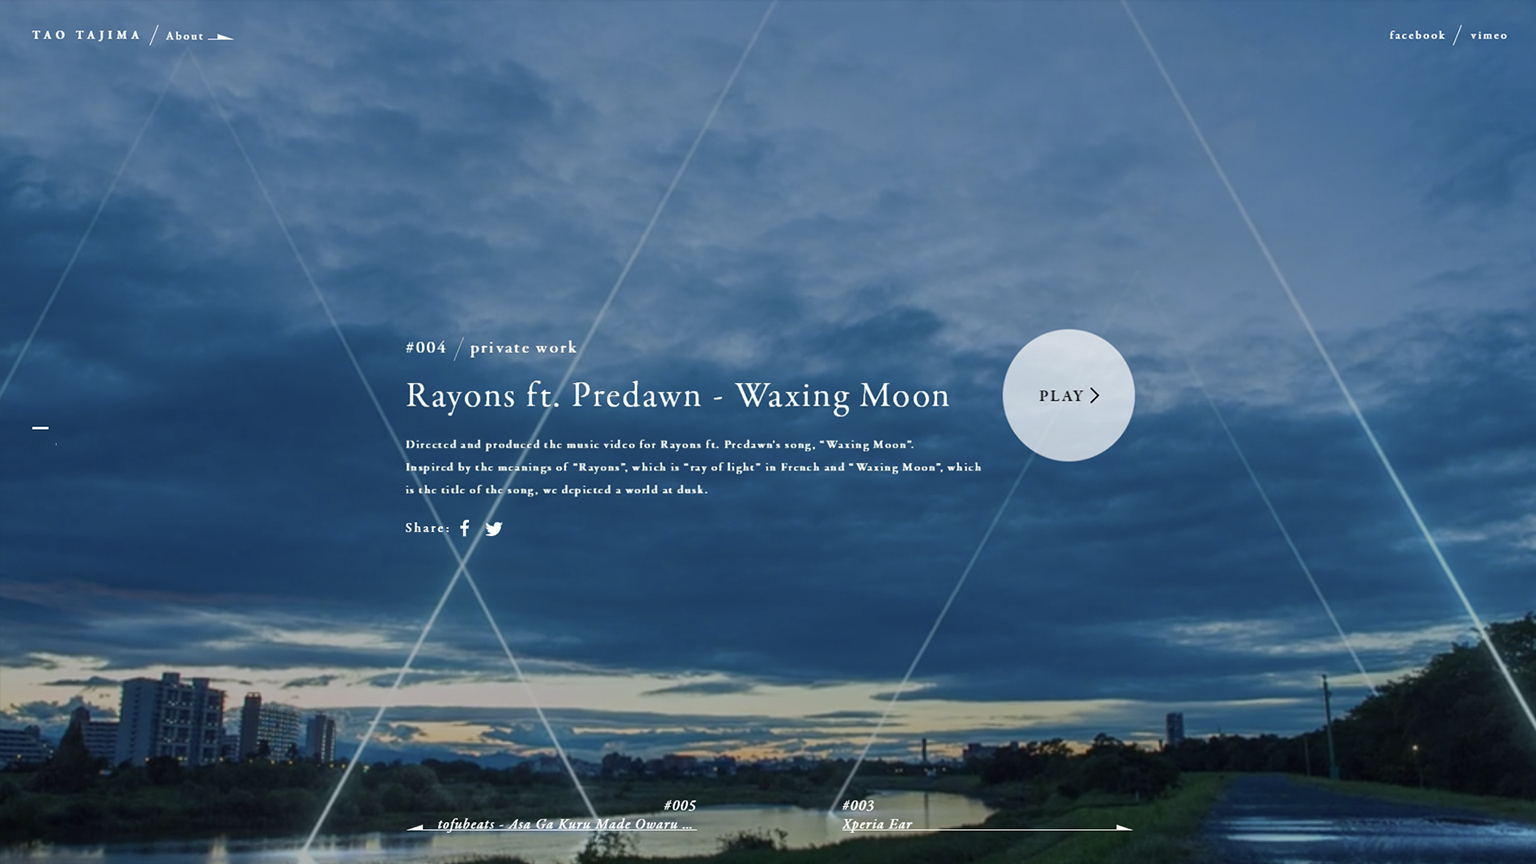 TAO TAJIMA / About
facebook / vimeo
#004 / private work
Rayons ft. Predawn - Waxing Moon
PLAY
Directed and produced the music video for Rayons ft. Predawn's song, “Waxing Moon”.
Inspired by the meanings of “Rayons”, which is “ray of light” in French and “Waxing Moon”, which
is the title of the song, we depicted a world at dusk.
Share:
#005
tofubeats - Asa Ga Kuru Made Owaru ...
#003
Xperia Ear